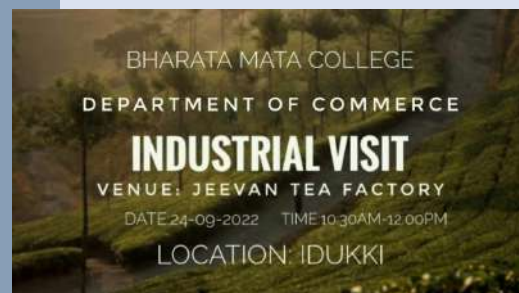 BHARATA MATA COLLEGE
DEPARTMENT OF COMMERCE
INDUSTRIAL VISIT
VENUE: JEEVAN TEA FACTORY
DATE:24-09-2022 TIME:10.30AM-12.00PM
LOCATION: IDUKKI